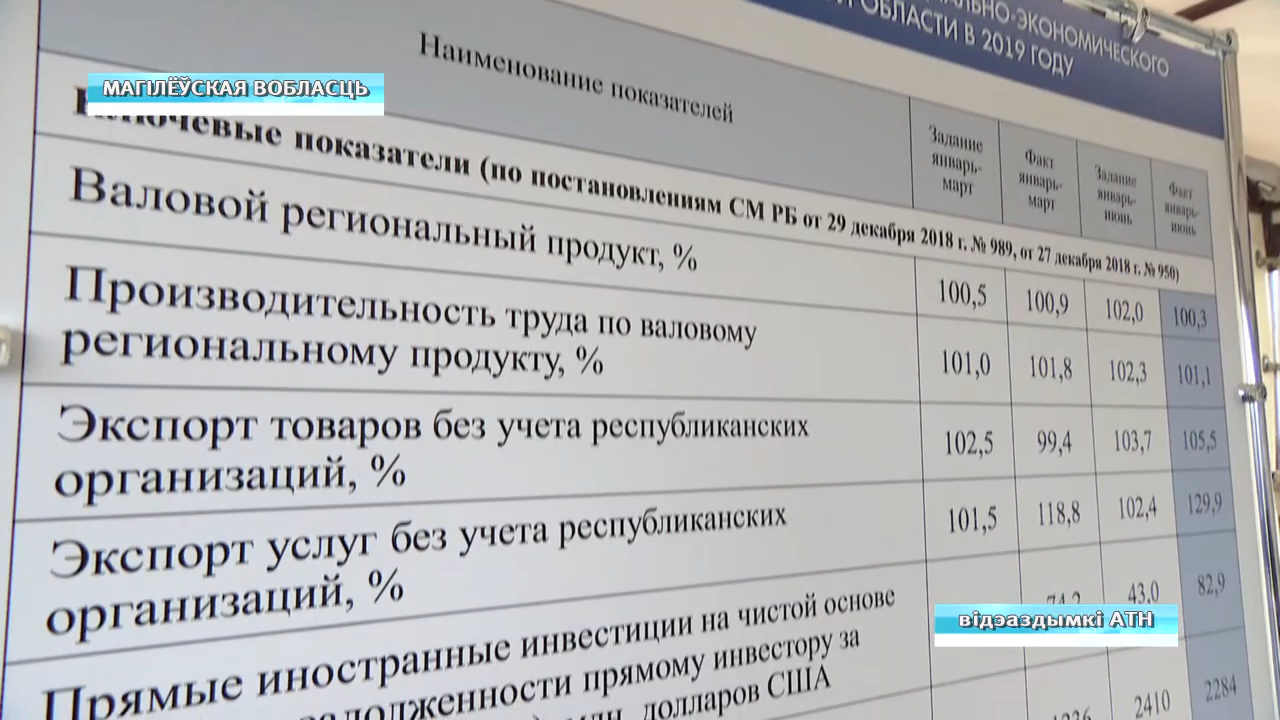 ЭКОНОМИЧЕСКОГО
ОБЛАСТИ В 2019 ГОДУ
МАГІЛЁЎСКАЯ ВОБЛАСЦЬ
Наименование показателей
Задание январь-март
Факт январь-март
Задание январь-июнь
Факт январь-июнь
Ключевые показатели (по постановлениям СМ РБ от 29 декабря 2018 г. № 989, от 27 декабря 2018 г. № 950)
Валовой региональный продукт, %
100,5 100,9 102,0 100,3
Производительность труда по валовому
региональному продукту, %
101,0 101,8 102,3 101,1
Экспорт товаров без учета республиканских
организаций, %
102,5 99,4 103,7 105,5
Экспорт услуг без учета республиканских
организаций, %
101,5 118,8 102,4 129,9
Прямые иностранные инвестиции на чистой основе
прямому инвестору за
долларов США
43,0 82,9
відэаздымкі АТН
2410 2284